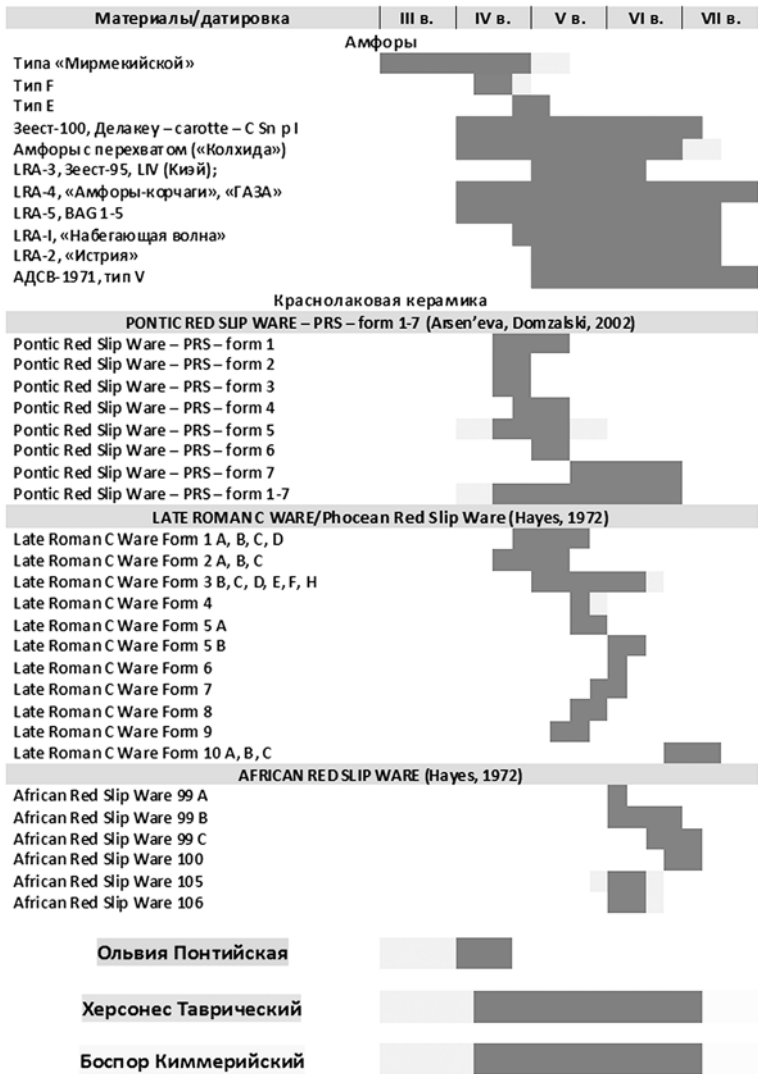 Материалы/датировка III в. IV в. V в. VI в. VII в.
Амфоры
Типа «Мирмекийской»
Тип F
Тип E
Зеест-100, Делакеу – carotte – C Sn p I
Амфоры с перехватом («Колхида»)
LRA-3, Зеест-95, LIV (Киэй);
LRA-4, «Амфоры-корчаги», «ГАЗА»
LRA-5, BAG 1-5
LRA-I, «Набегающая волна»
LRA-2, «Истрия»
АДСВ-1971, тип V
Краснолаковая керамика
PONTIC RED SLIP WARE – PRS – form 1-7 (Arsen’eva, Domzalski, 2002)
Pontic Red Slip Ware – PRS – form 1
Pontic Red Slip Ware – PRS – form 2
Pontic Red Slip Ware – PRS – form 3
Pontic Red Slip Ware – PRS – form 4
Pontic Red Slip Ware – PRS – form 5
Pontic Red Slip Ware – PRS – form 6
Pontic Red Slip Ware – PRS – form 7
Pontic Red Slip Ware – PRS – form 1-7
LATE ROMAN C WARE/Phocean Red Slip Ware (Hayes, 1972)
Late Roman C Ware Form 1 A, B, C, D
Late Roman C Ware Form 2 A, B, C
Late Roman C Ware Form 3 B, C, D, E, F, H
Late Roman C Ware Form 4
Late Roman C Ware Form 5 A
Late Roman C Ware Form 5 B
Late Roman C Ware Form 6
Late Roman C Ware Form 7
Late Roman C Ware Form 8
Late Roman C Ware Form 9
Late Roman C Ware Form 10 A, B, C
AFRICAN RED SLIP WARE (Hayes, 1972)
African Red Slip Ware 99 A
African Red Slip Ware 99 B
African Red Slip Ware 99 C
African Red Slip Ware 100
African Red Slip Ware 105
African Red Slip Ware 106
Ольвия Понтийская
Херсонес Таврический
Боспор Киммерийский